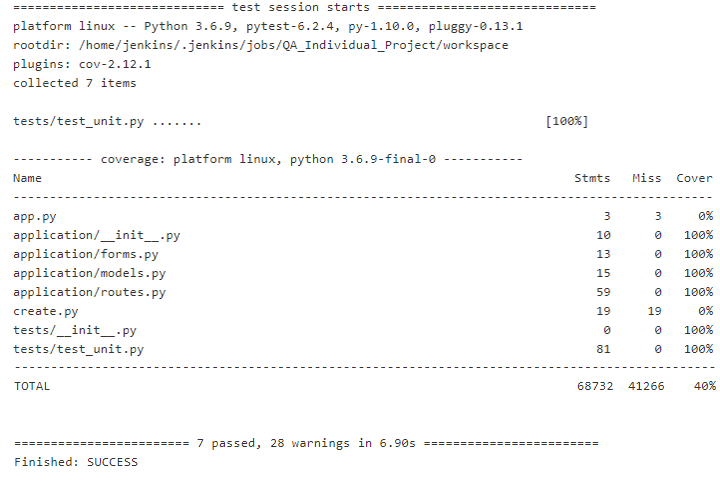 ============================= test session starts ==============================
platform linux -- Python 3.6.9, pytest-6.2.4, py-1.10.0, pluggy-0.13.1
rootdir: /home/jenkins/.jenkins/jobs/QA_Individual_Project/workspace
plugins: cov-2.12.1
collected 7 items
tests/test_unit.py ....... [100%]
----------- coverage: platform linux, python 3.6.9-final-0 -----------
Name Stmts Miss Cover
------------------------------------------------------------------------------------------------
app.py 3 3 0%
application/__init__.py 10 0 100%
application/forms.py 13 0 100%
application/models.py 15 0 100%
application/routes.py 59 0 100%
create.py 19 19 0%
tests/__init__.py 0 0 100%
tests/test_unit.py 81 0 100%
------------------------------------------------------------------------------------------------
TOTAL 68732 41266 40%
======================== 7 passed, 28 warnings in 6.90s ========================
Finished: SUCCESS